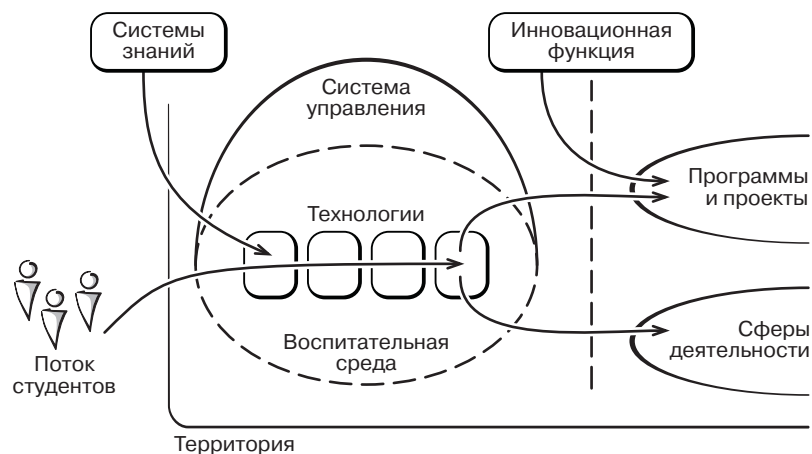 Системы
знаний
Инновационная
функция
Система
управления
Программы
и проекты
Технологии
Воспитательная
среда
Сферы
деятельности
Поток
студентов
Территория